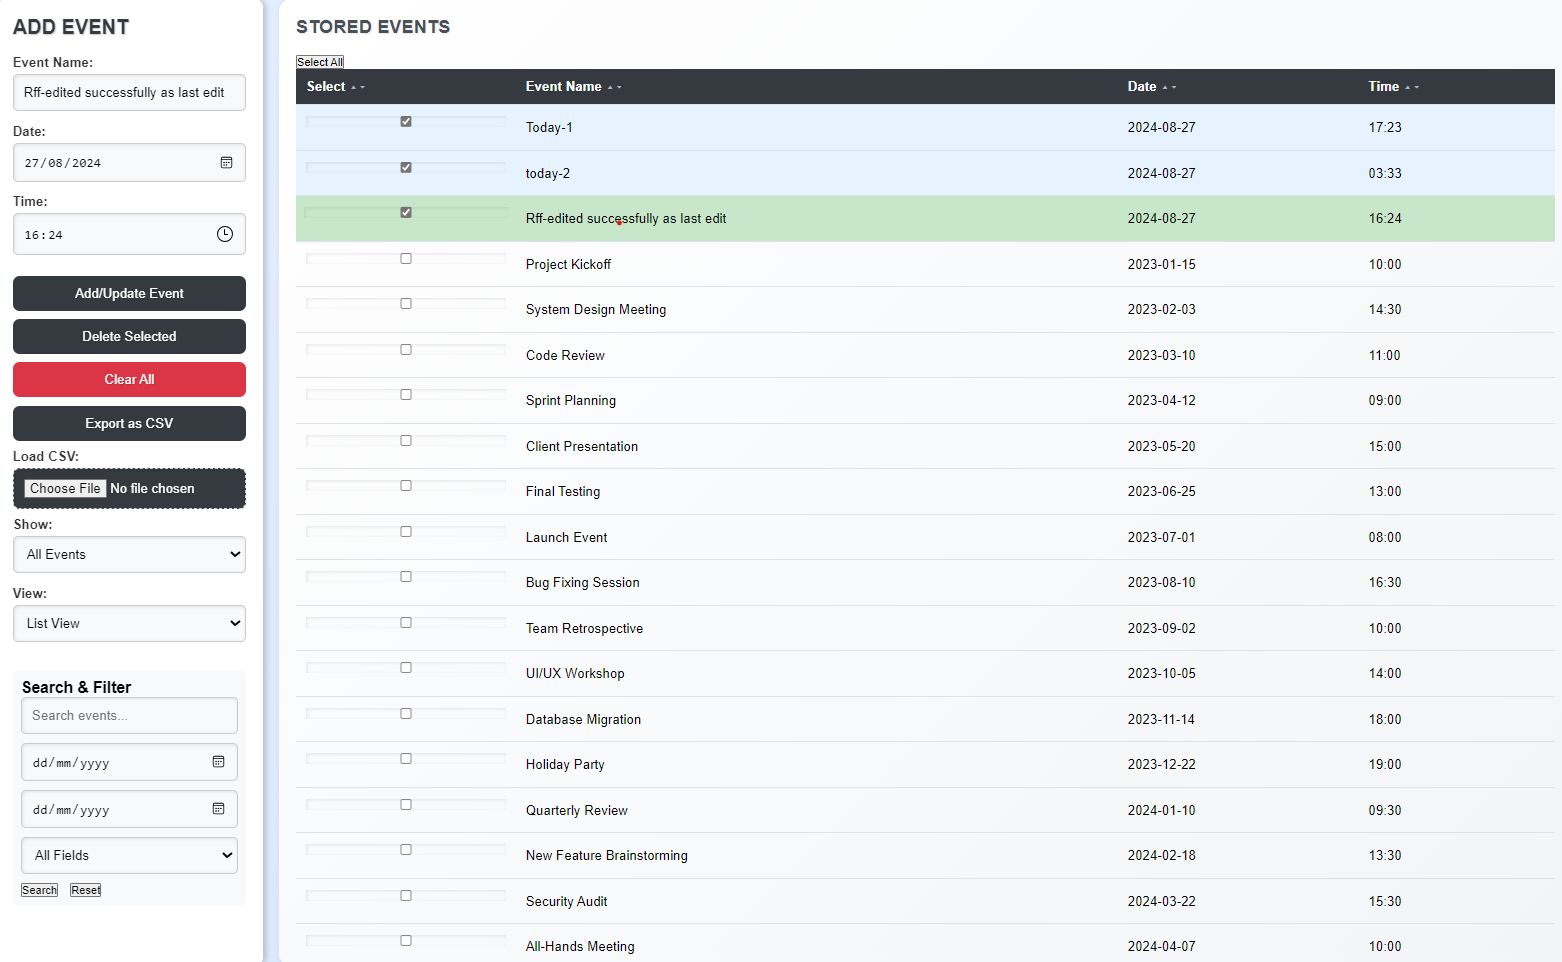 ADD EVENT
Event Name:
Rff-edited successfully as last edit
Date:
27/08/2024
Time:
16:24
Add/Update Event
Delete Selected
Clear All
Export as CSV
Load CSV:
Choose File No file chosen
Show:
All Events
View:
List View
Search & Filter
Search events...
dd/mm/yyyy
dd/mm/yyyy
All Fields
Search Reset
STORED EVENTS
Select All
Select Event Name Date Time
Today-1 2024-08-27 17:23
today-2 2024-08-27 03:33
Rff-edited successfully as last edit 2024-08-27 16:24
Project Kickoff 2023-01-15 10:00
System Design Meeting 2023-02-03 14:30
Code Review 2023-03-10 11:00
Sprint Planning 2023-04-12 09:00
Client Presentation 2023-05-20 15:00
Final Testing 2023-06-25 13:00
Launch Event 2023-07-01 08:00
Bug Fixing Session 2023-08-10 16:30
Team Retrospective 2023-09-02 10:00
UI/UX Workshop 2023-10-05 14:00
Database Migration 2023-11-14 18:00
Holiday Party 2023-12-22 19:00
Quarterly Review 2024-01-10 09:30
New Feature Brainstorming 2024-02-18 13:30
Security Audit 2024-03-22 15:30
All-Hands Meeting 2024-04-07 10:00